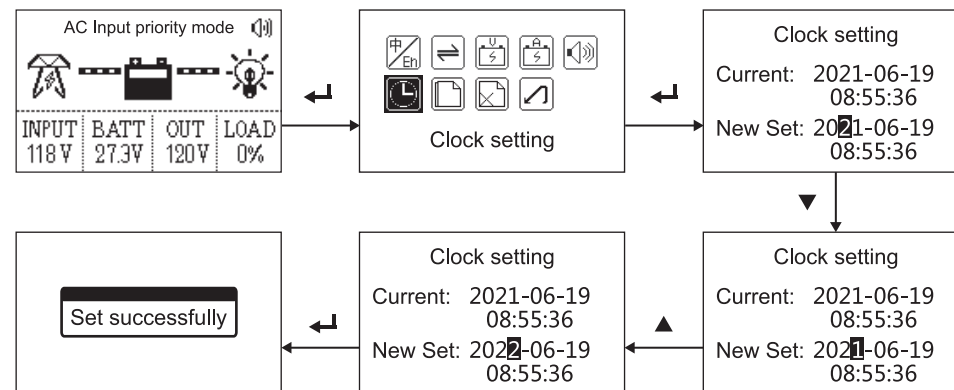 AC Input priority mode
INPUT BATT OUT LOAD
118V 27.3V 120V 0%
中/En U A
Clock setting
Clock setting
Current: 2021-06-19
08:55:36
New Set: 2021-06-19
08:55:36
Clock setting
Current: 2021-06-19
08:55:36
New Set: 2021-06-19
08:55:36
Clock setting
Current: 2021-06-19
08:55:36
New Set: 2022-06-19
08:55:36
Set successfully